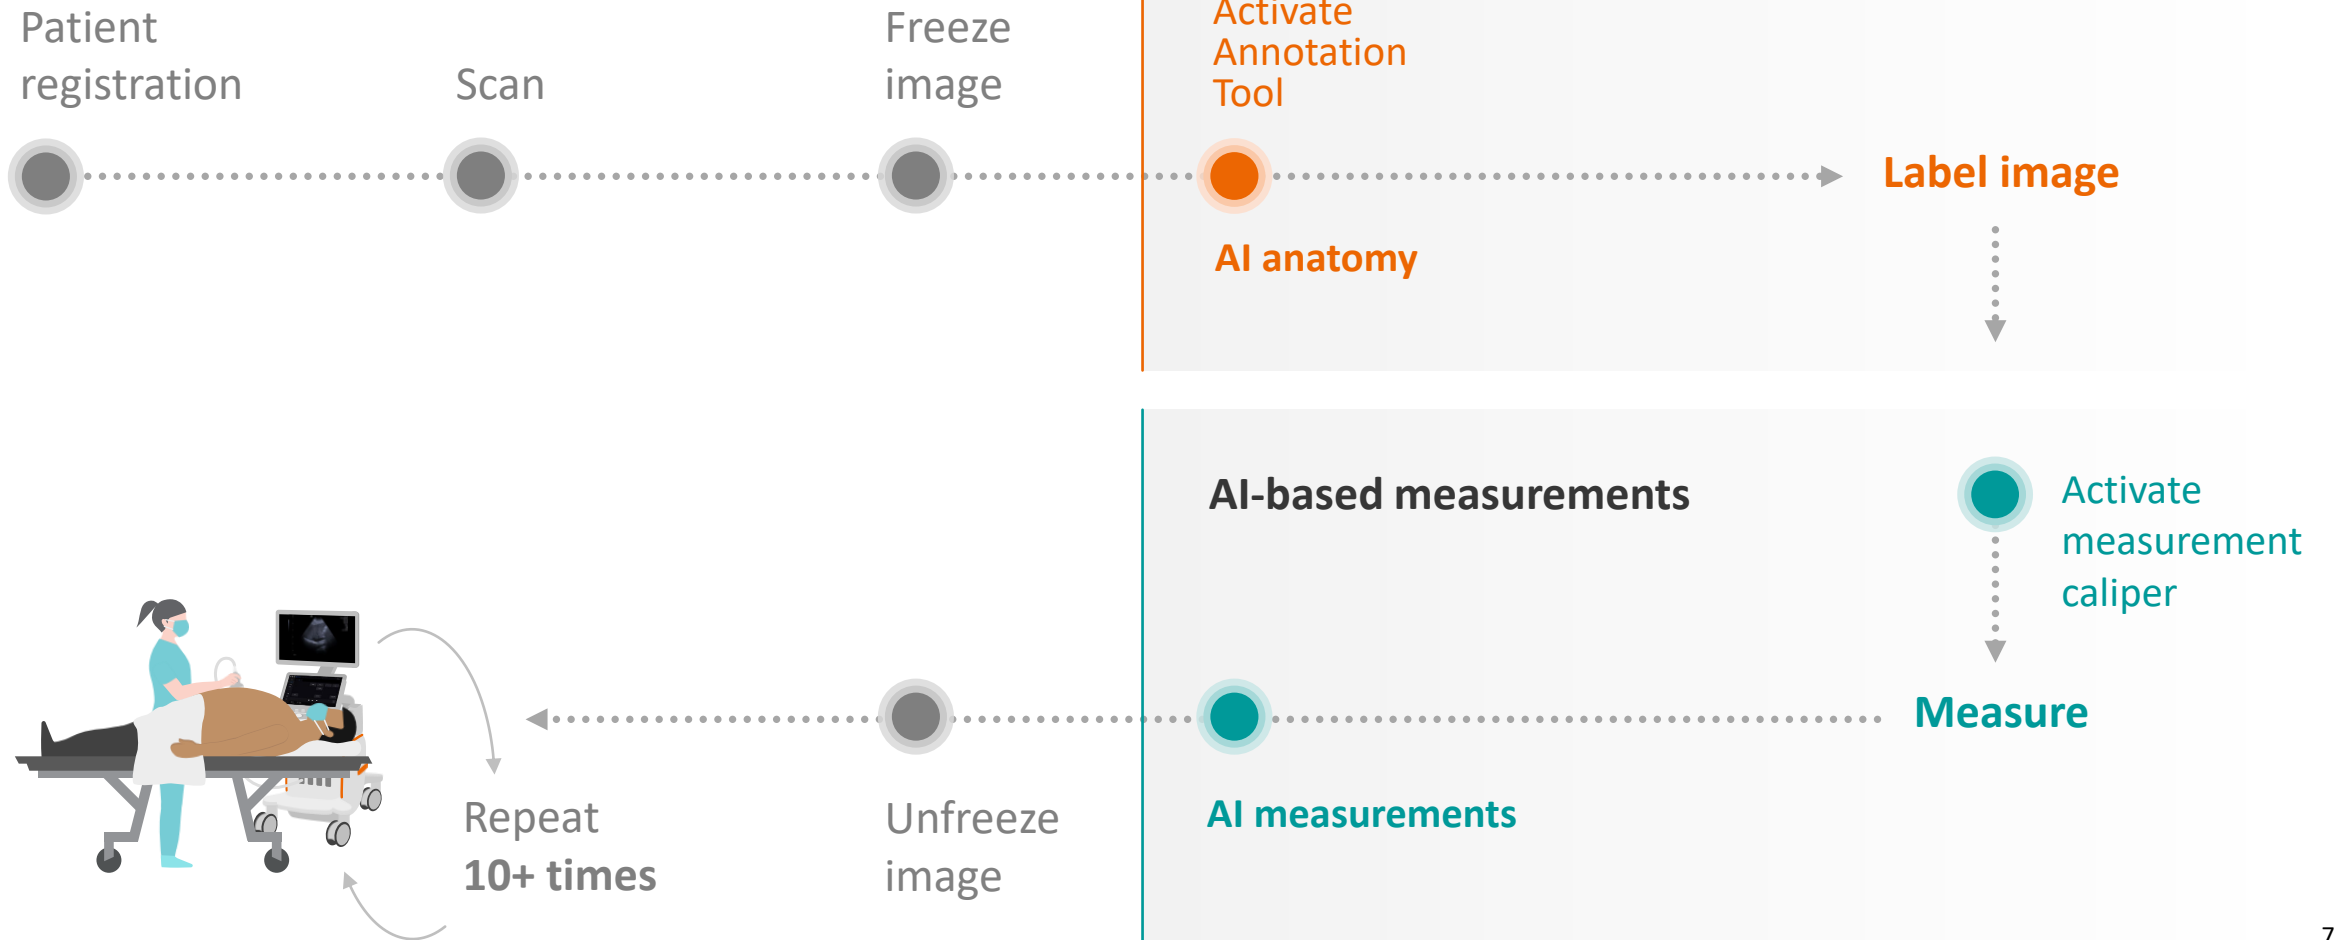 Patient
registration
Scan
Freeze
image
Activate
Annotation
Tool
Label image
AI anatomy
AI-based measurements
Activate
measurement
caliper
Measure
AI measurements
Unfreeze
image
Repeat
10+ times
7